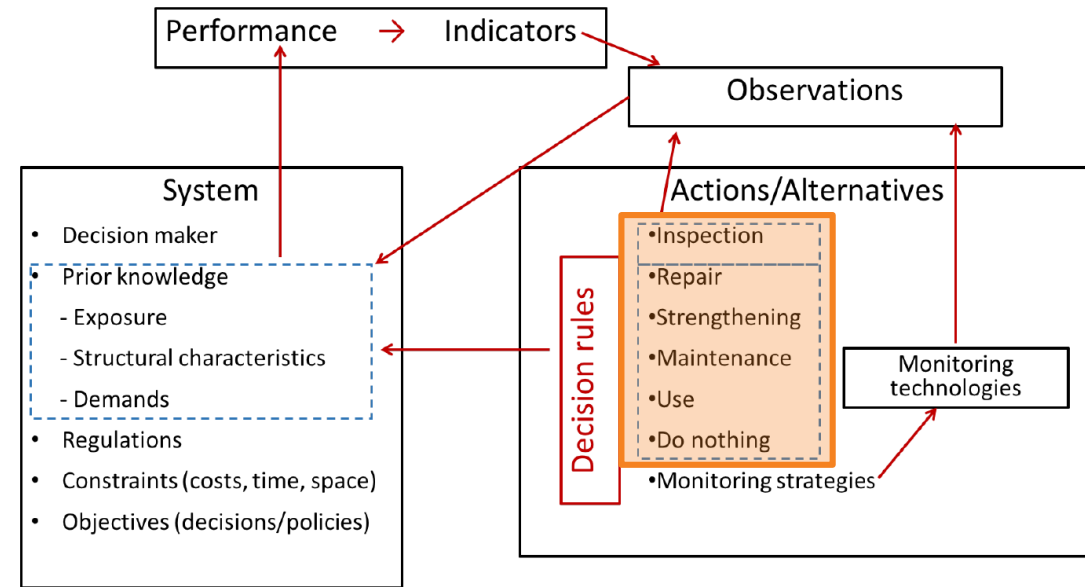 Performance → Indicators
Observations
System
• Decision maker
• Prior knowledge
- Exposure
- Structural characteristics
- Demands
• Regulations
• Constraints (costs, time, space)
• Objectives (decisions/policies)
Actions/Alternatives
Decision rules
•Inspection
•Repair
•Strengthening
•Maintenance
•Use
•Do nothing
•Monitoring strategies
Monitoring
technologies